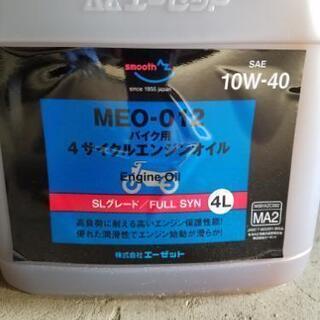 smooth
since 1855 japan
SAE
10W-40
MEO-012
バイク用
4サイクルエンジンオイル
Engine Oil
SLグレード/FULL SYN
4L
MA2
高負荷に耐える高いエンジン保護性能!
優れた潤滑性でエンジン始動が滑らか!
株式会社エーゼット